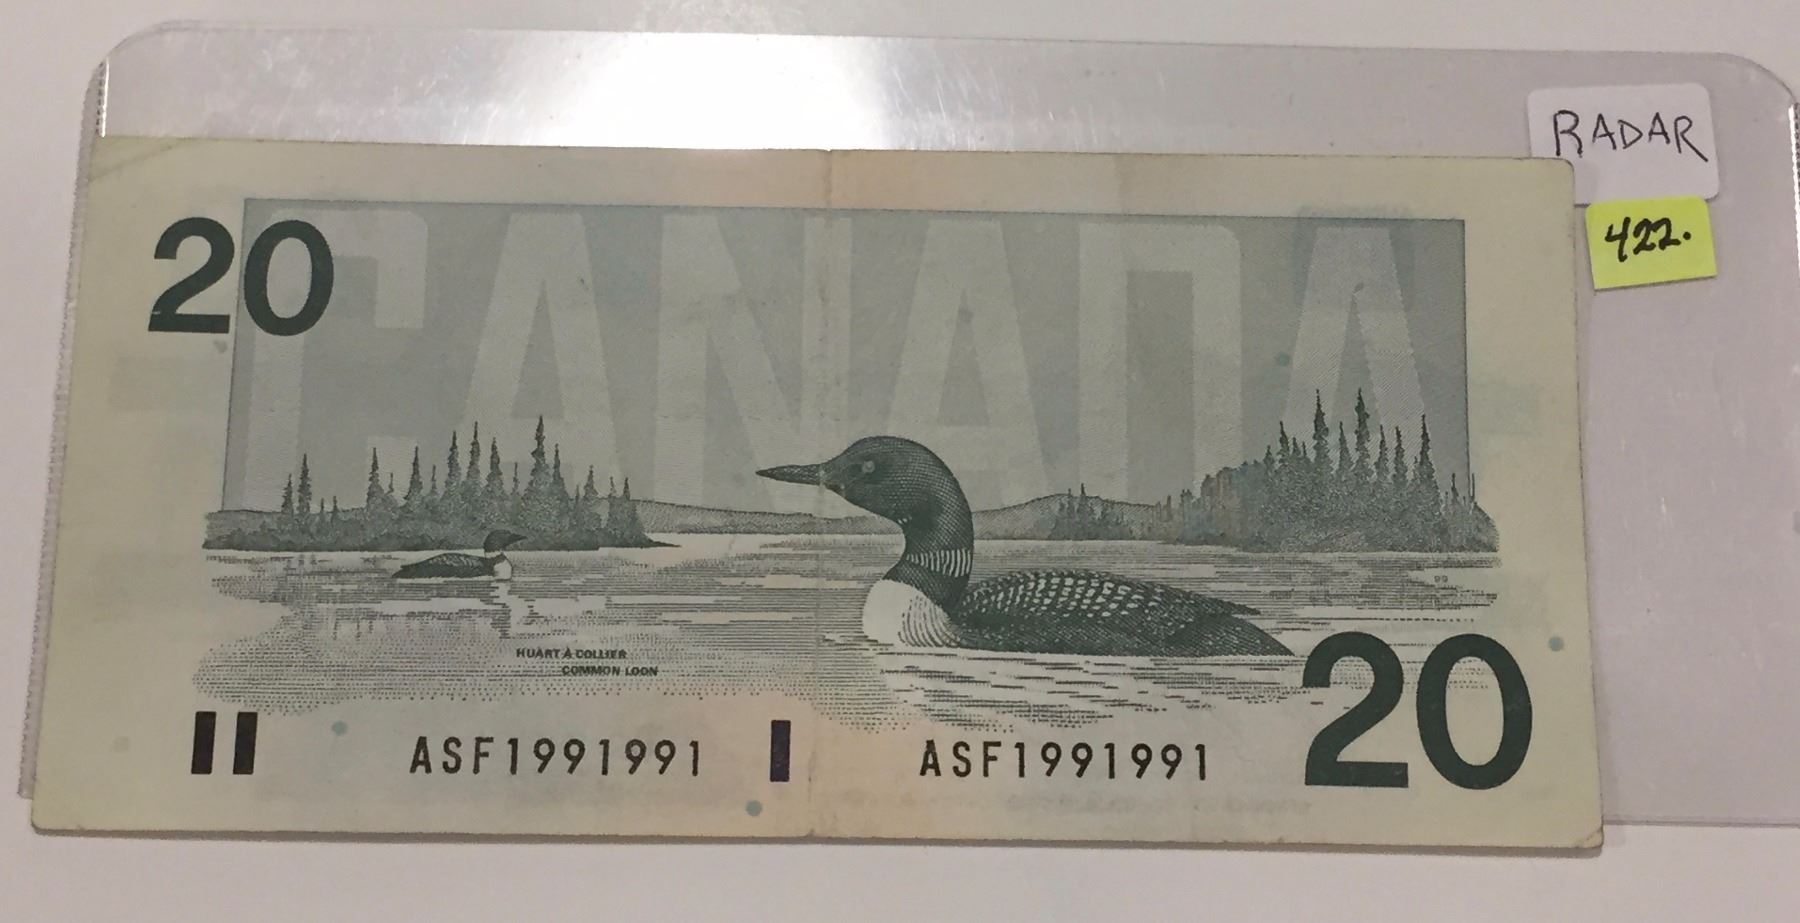 RADAR
422.
20
CANADA
HUART À COLLIER
COMMON LOON
ASF1991991
ASF1991991
20